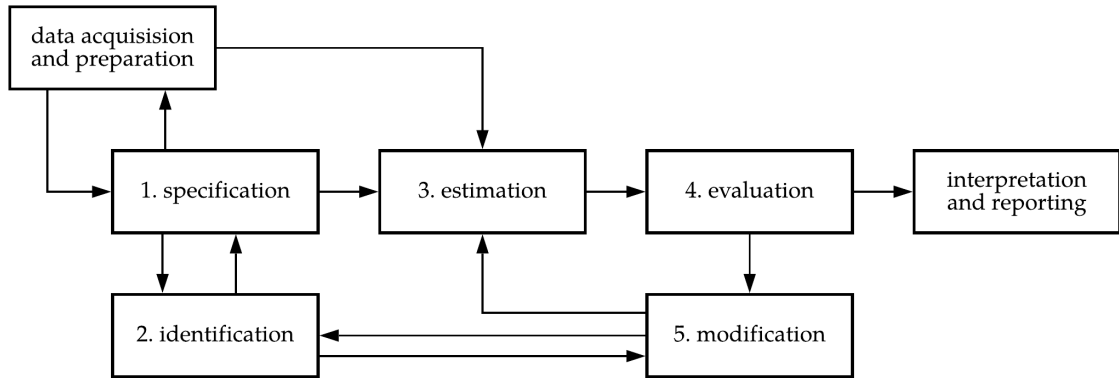 data acquisision
and preparation
1. specification
3. estimation
4. evaluation
interpretation
and reporting
2. identification
5. modification